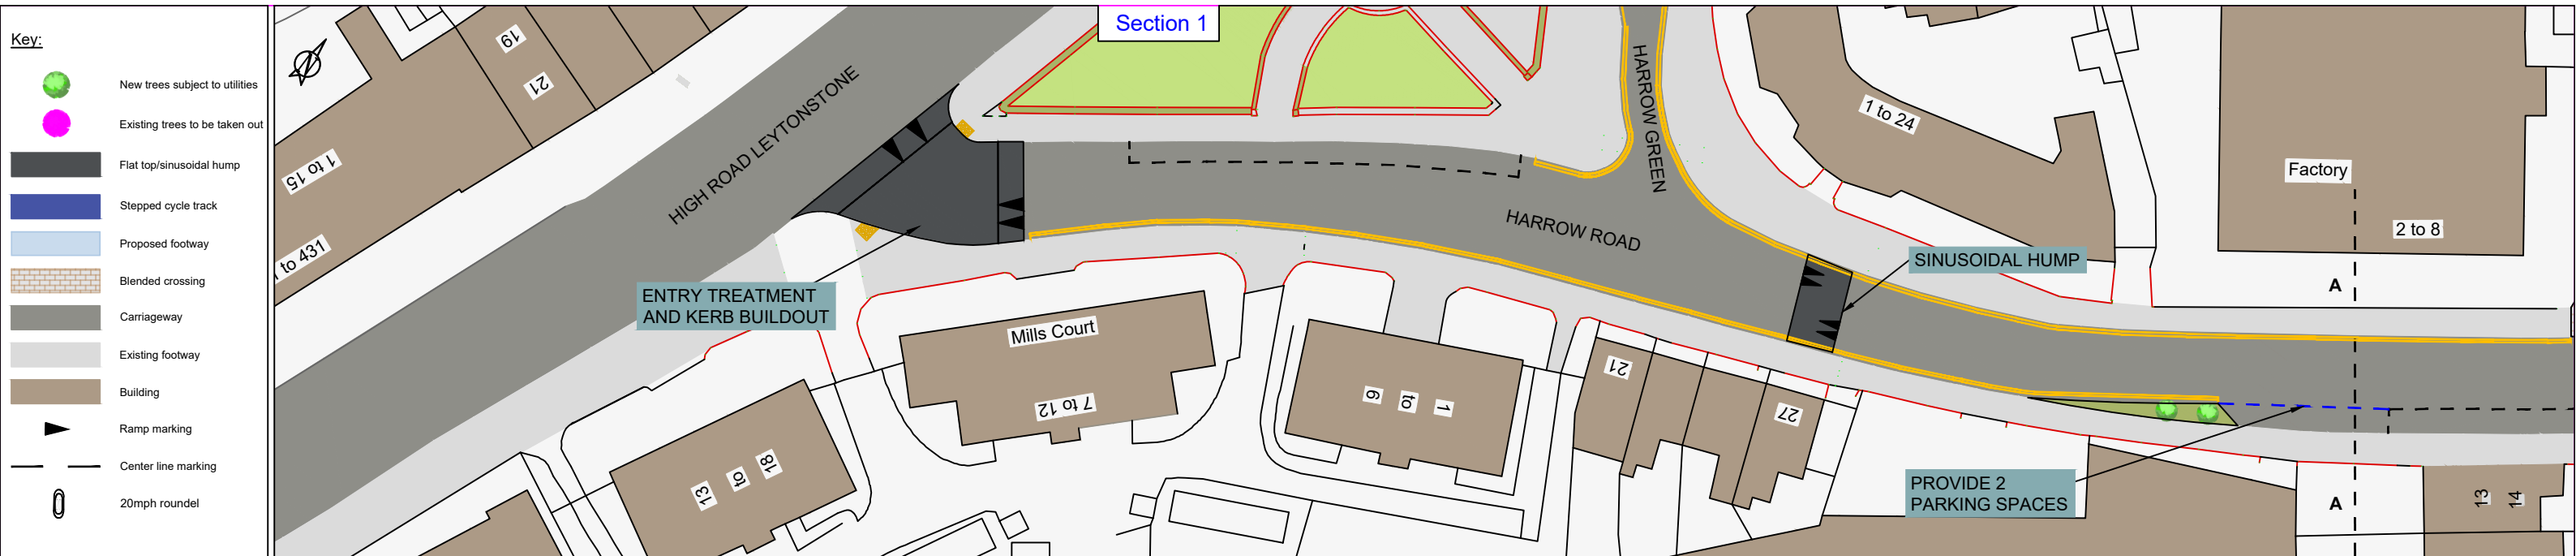 Key:
New trees subject to utilities
Existing trees to be taken out
Flat top/sinusoidal hump
Stepped cycle track
Proposed footway
Blended crossing
Carriageway
Existing footway
Building
Ramp marking
Center line marking
20mph roundel
Section 1
19
21
1 to 15
to 431
HIGH ROAD LEYTONSTONE
HARROW GREEN
HARROW ROAD
1 to 24
Factory
2 to 8
A
SINUSOIDAL HUMP
ENTRY TREATMENT
AND KERB BUILDOUT
Mills Court
7 to 12
13
to
18
1
to
6
21
27
PROVIDE 2
PARKING SPACES
A
13
14